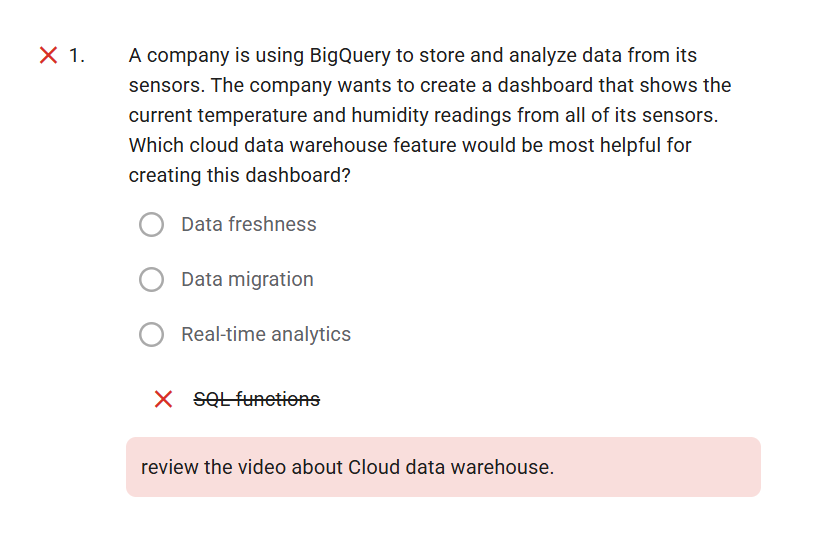 1.
A company is using BigQuery to store and analyze data from its
sensors. The company wants to create a dashboard that shows the
current temperature and humidity readings from all of its sensors.
Which cloud data warehouse feature would be most helpful for
creating this dashboard?
Data freshness
Data migration
Real-time analytics
SQL functions
review the video about Cloud data warehouse.